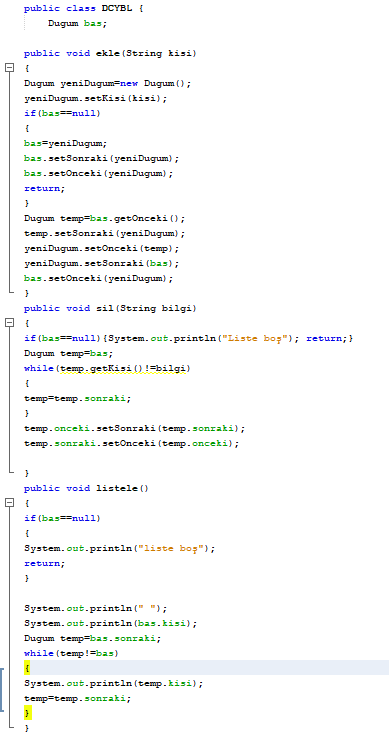 public class DCYBL {
Dugum bas;
public void ekle(String kisi)
{
Dugum yeniDugum=new Dugum();
yeniDugum.setKisi(kisi);
if(bas==null)
{
bas=yeniDugum;
bas.setSonraki(yeniDugum);
bas.setOnceki(yeniDugum);
return;
}
Dugum temp=bas.getOnceki();
temp.setSonraki(yeniDugum);
yeniDugum.setOnceki(temp);
yeniDugum.setSonraki(bas);
bas.setOnceki(yeniDugum);
}
public void sil(String bilgi)
{
if(bas==null){System.out.println("Liste boş"); return;}
Dugum temp=bas;
while(temp.getKisi()!=bilgi)
{
temp=temp.sonraki;
}
temp.onceki.setSonraki(temp.sonraki);
temp.sonraki.setOnceki(temp.onceki);
}
public void listele()
{
if(bas==null)
{
System.out.println("liste boş");
return;
}
System.out.println(" ");
System.out.println(bas.kisi);
Dugum temp=bas.sonraki;
while(temp!=bas)
{
System.out.println(temp.kisi);
temp=temp.sonraki;
}
}